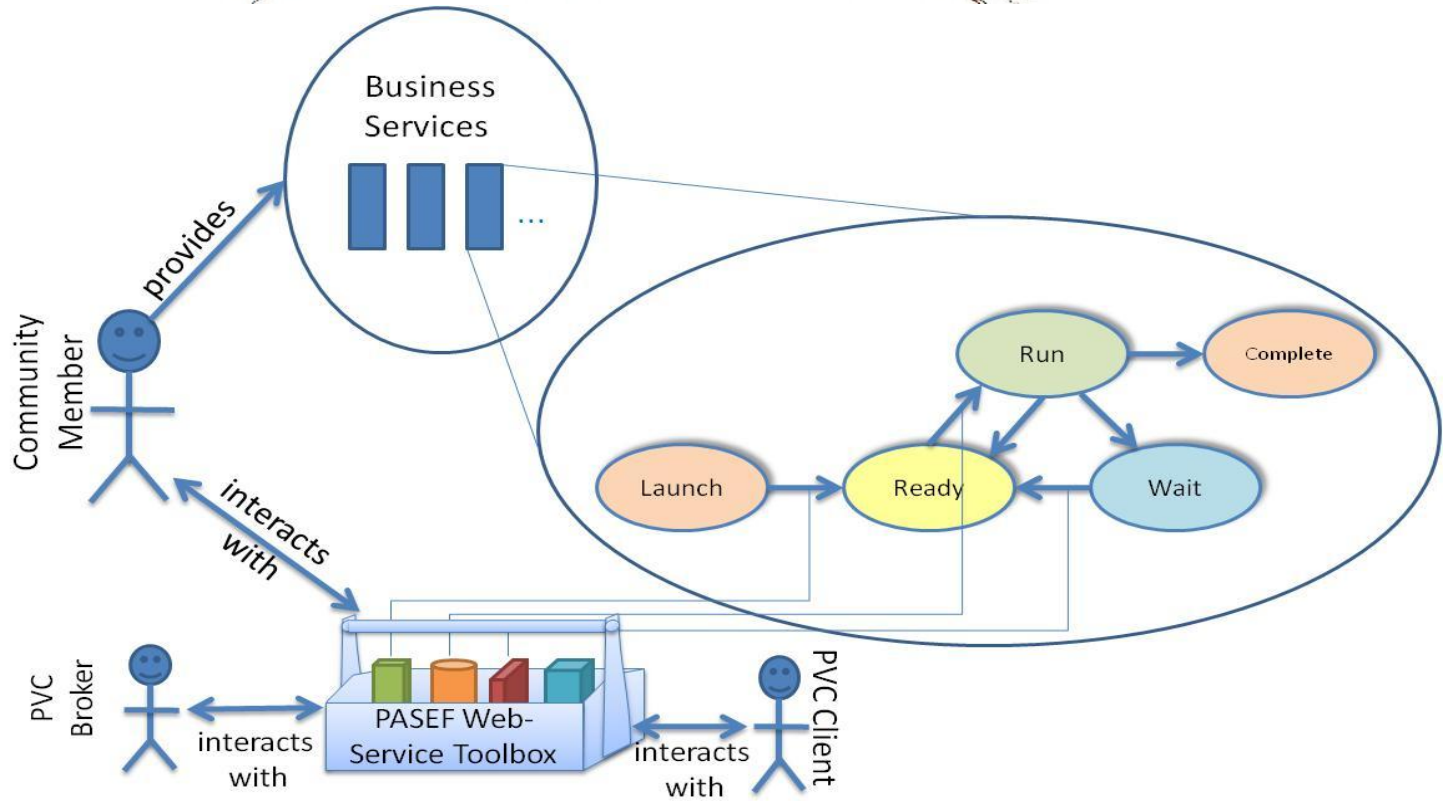 Business
Services
...
provides
Community
Member
Run
Complete
Launch
Ready
Wait
interacts
with
PVC
Broker
interacts
with
PASEF Web-
Service Toolbox
interacts
with
PVC Client